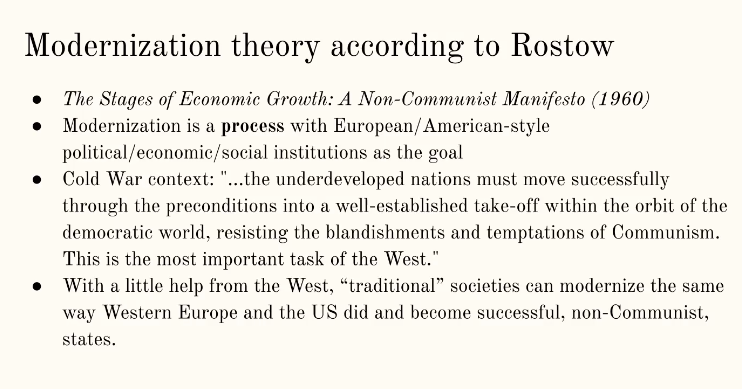 Modernization theory according to Rostow
● The Stages of Economic Growth: A Non-Communist Manifesto (1960)
● Modernization is a process with European/American-style
political/economic/social institutions as the goal
● Cold War context: "...the underdeveloped nations must move successfully
through the preconditions into a well-established take-off within the orbit of the
democratic world, resisting the blandishments and temptations of Communism.
This is the most important task of the West."
● With a little help from the West, “traditional” societies can modernize the same
way Western Europe and the US did and become successful, non-Communist,
states.